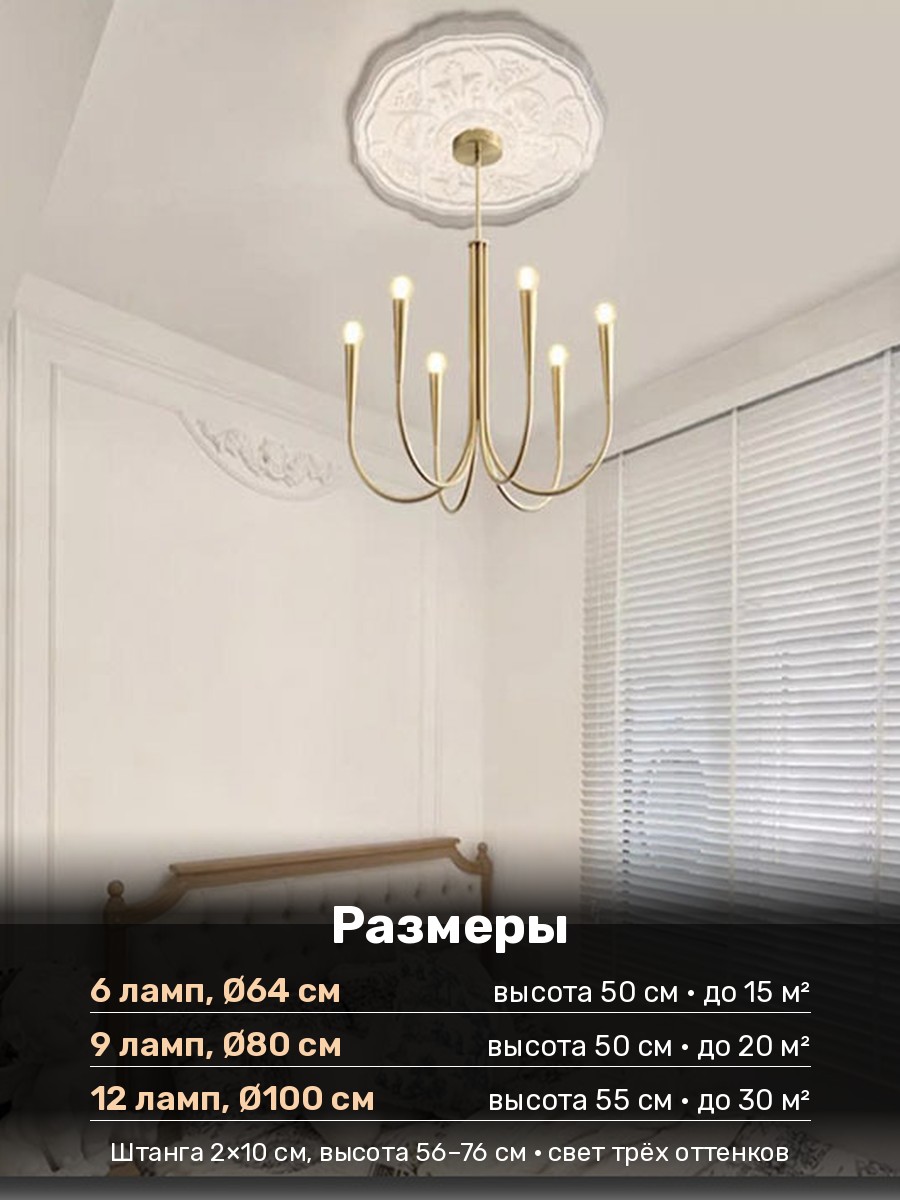 Размеры
6 ламп, Ø64 см высота 50 см • до 15 м²
9 ламп, Ø80 см высота 50 см • до 20 м²
12 ламп, Ø100 см высота 55 см • до 30 м²
Штанга 2×10 см, высота 56–76 см • свет трёх оттенков